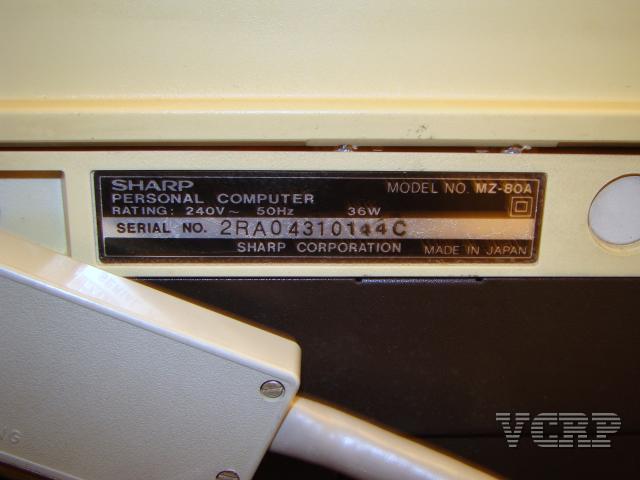 SHARP MODEL NO. MZ-80A
PERSONAL COMPUTER
RATING: 240V~ 50Hz 36W
SERIAL NO. 2RA04310144C
SHARP CORPORATION MADE IN JAPAN
VCRP